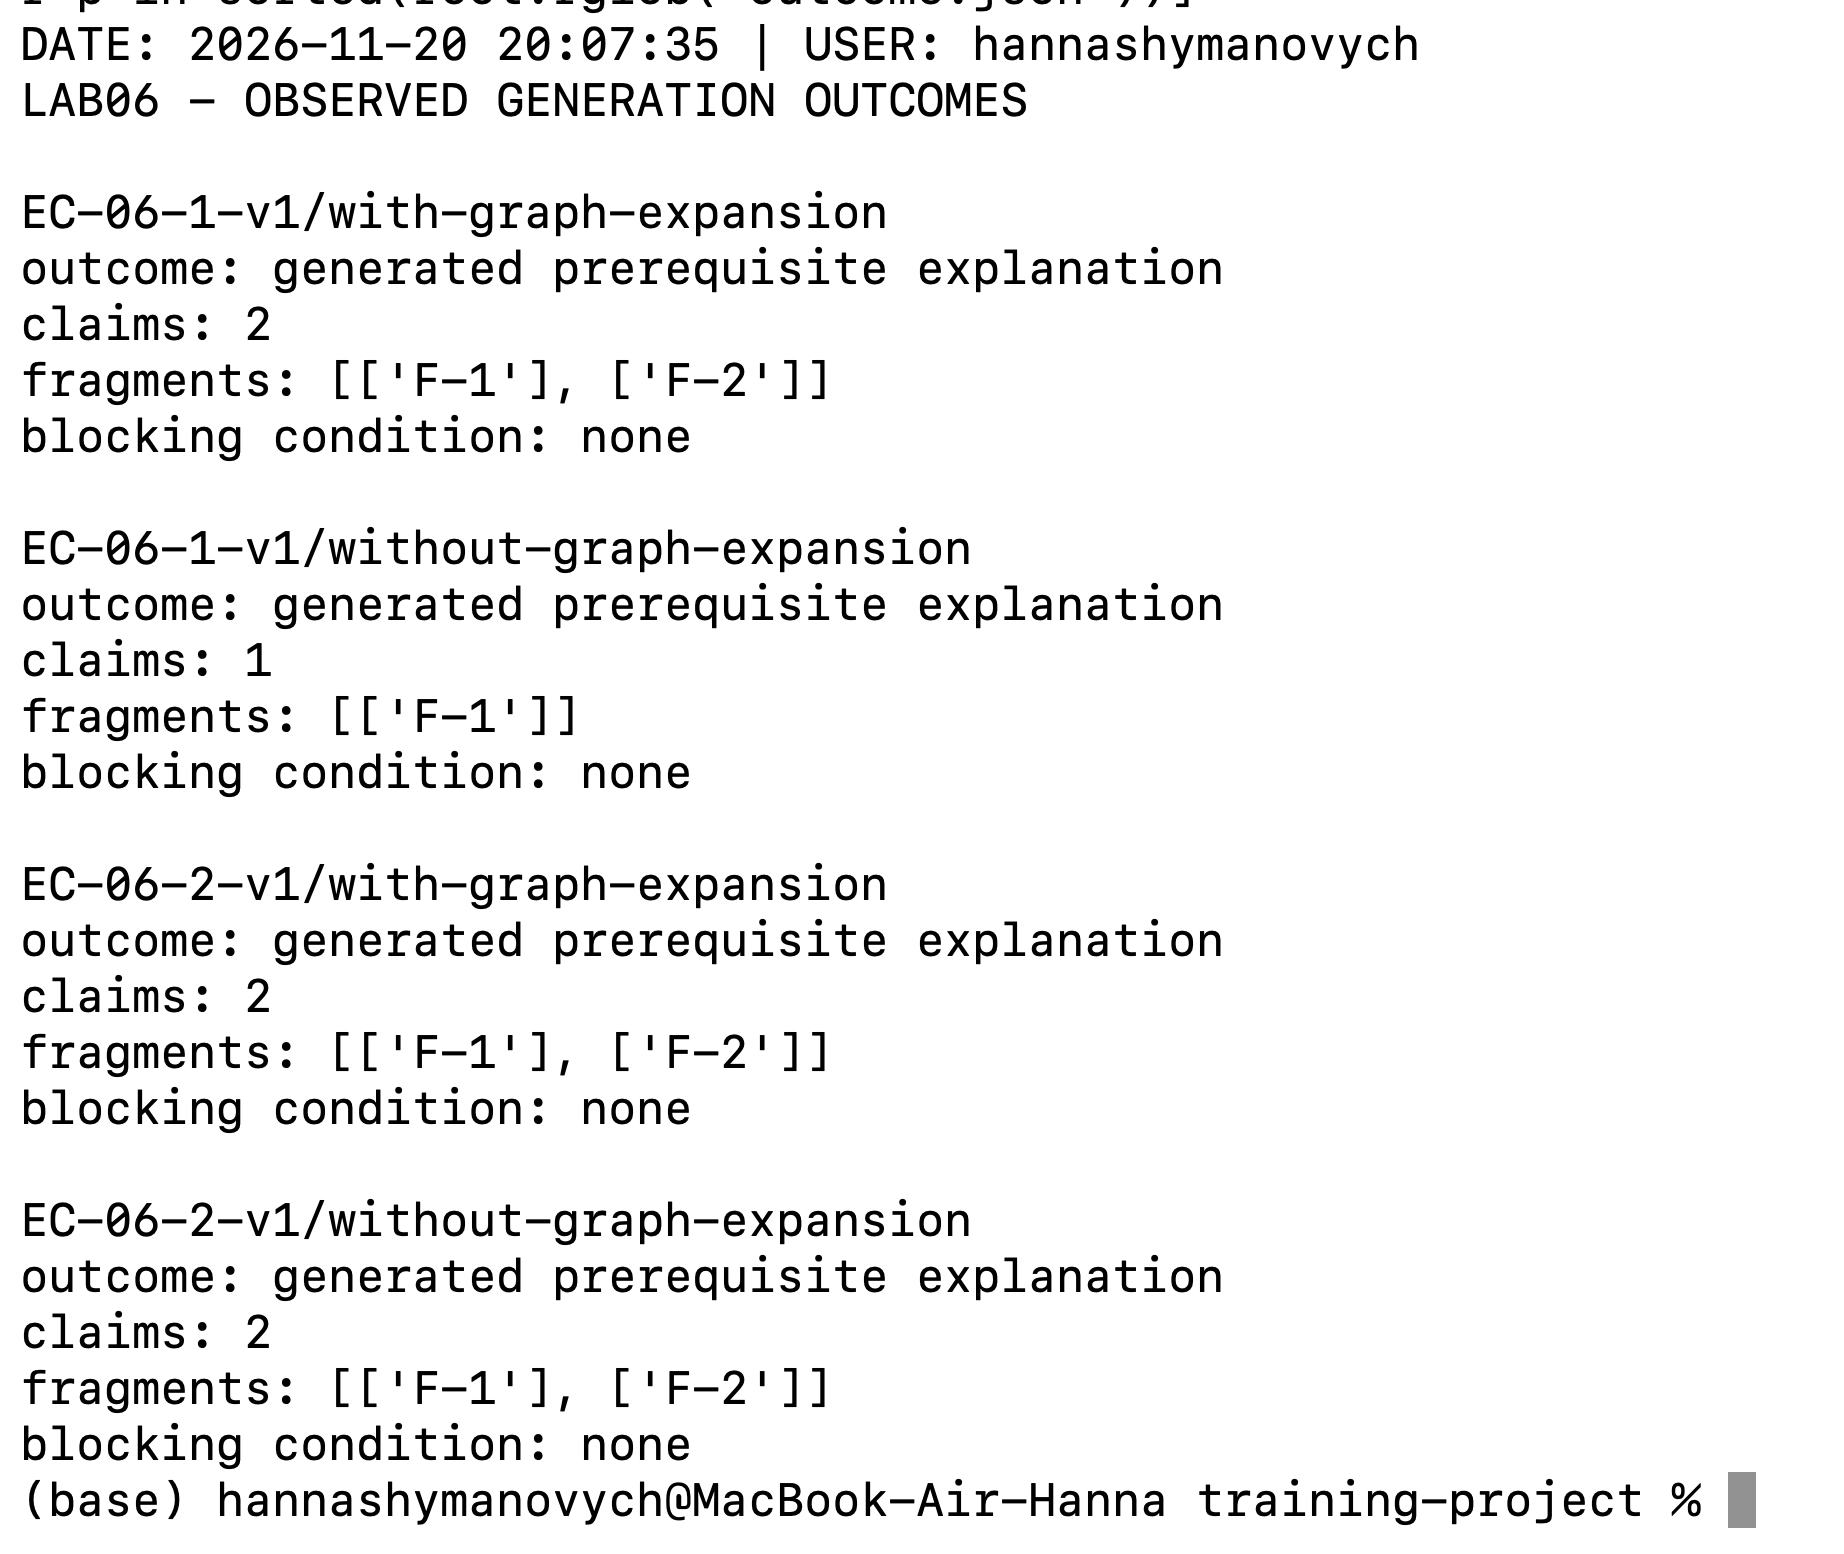 DATE: 2026-11-20 20:07:35 | USER: hannashymanovych
LAB06 - OBSERVED GENERATION OUTCOMES
EC-06-1-v1/with-graph-expansion
outcome: generated prerequisite explanation
claims: 2
fragments: [['F-1'], ['F-2']]
blocking condition: none
EC-06-1-v1/without-graph-expansion
outcome: generated prerequisite explanation
claims: 1
fragments: [['F-1']]
blocking condition: none
EC-06-2-v1/with-graph-expansion
outcome: generated prerequisite explanation
claims: 2
fragments: [['F-1'], ['F-2']]
blocking condition: none
EC-06-2-v1/without-graph-expansion
outcome: generated prerequisite explanation
claims: 2
fragments: [['F-1'], ['F-2']]
blocking condition: none
(base) hannashymanovych@MacBook-Air-Hanna training-project %